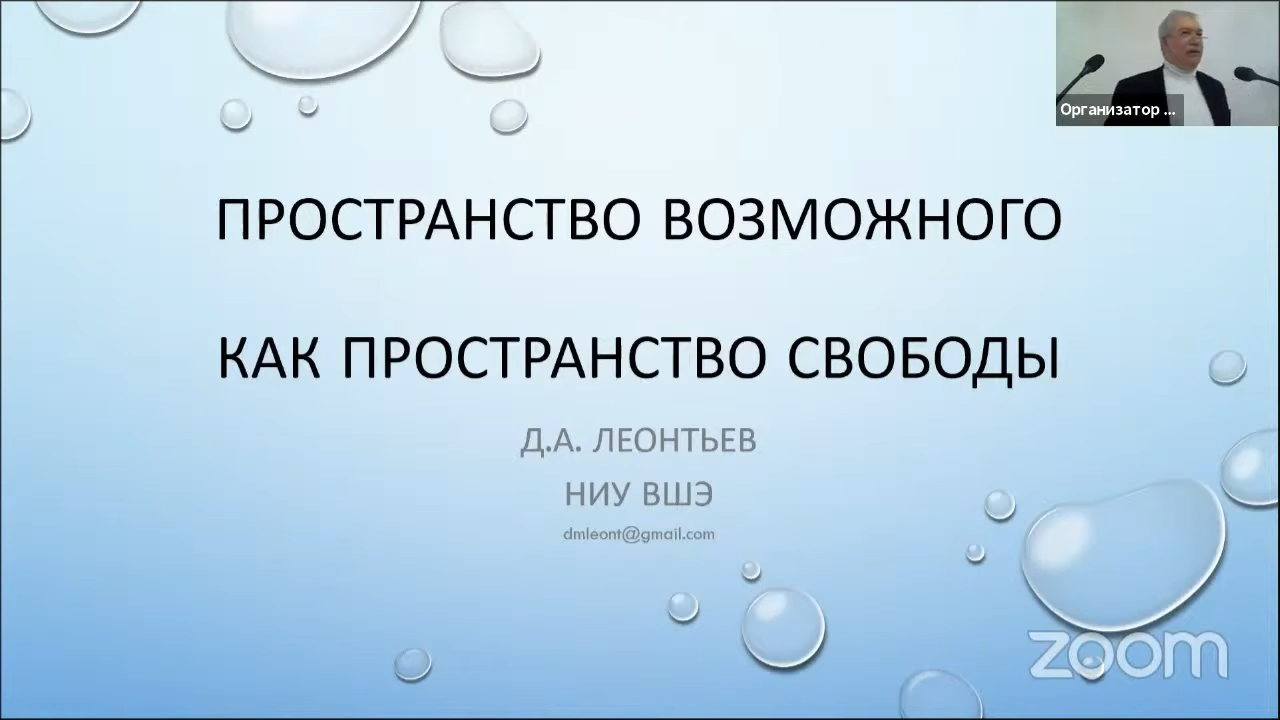 Организатор ...
ПРОСТРАНСТВО ВОЗМОЖНОГО
КАК ПРОСТРАНСТВО СВОБОДЫ
Д.А. ЛЕОНТЬЕВ
НИУ ВШЭ
dmleont@gmail.com
zoom